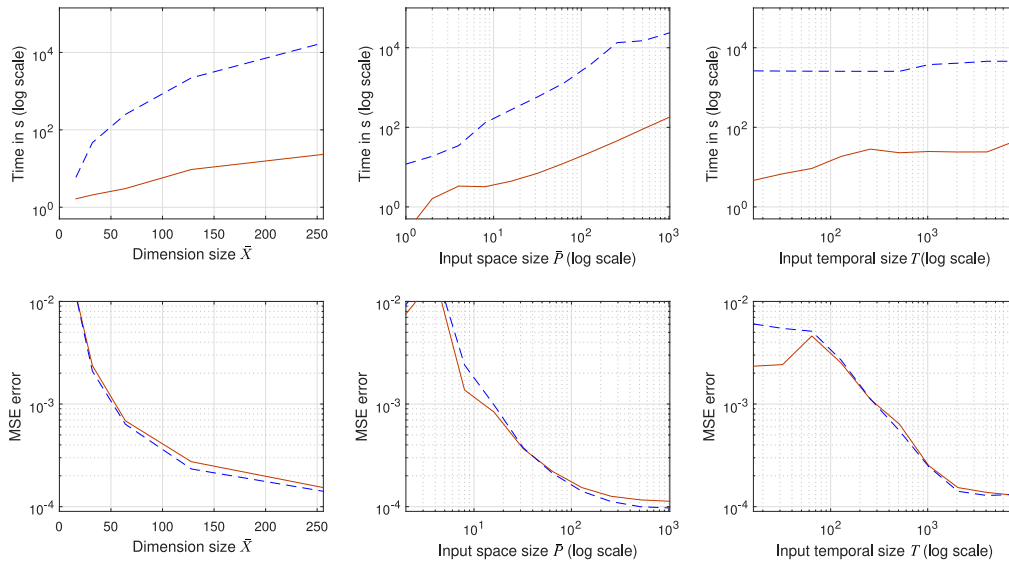 Time in s (log scale)
10^4
10^2
10^0
0 50 100 150 200 250
Dimension size X̄
Time in s (log scale)
10^4
10^2
10^0
10^0 10^1 10^2 10^3
Input space size P̄ (log scale)
Time in s (log scale)
10^4
10^2
10^0
10^2 10^3
Input temporal size T(log scale)
MSE error
10^-2
10^-3
10^-4
0 50 100 150 200 250
Dimension size X̄
MSE error
10^-2
10^-3
10^-4
10^1 10^2 10^3
Input space size P̄ (log scale)
MSE error
10^-2
10^-3
10^-4
10^2 10^3
Input temporal size T (log scale)